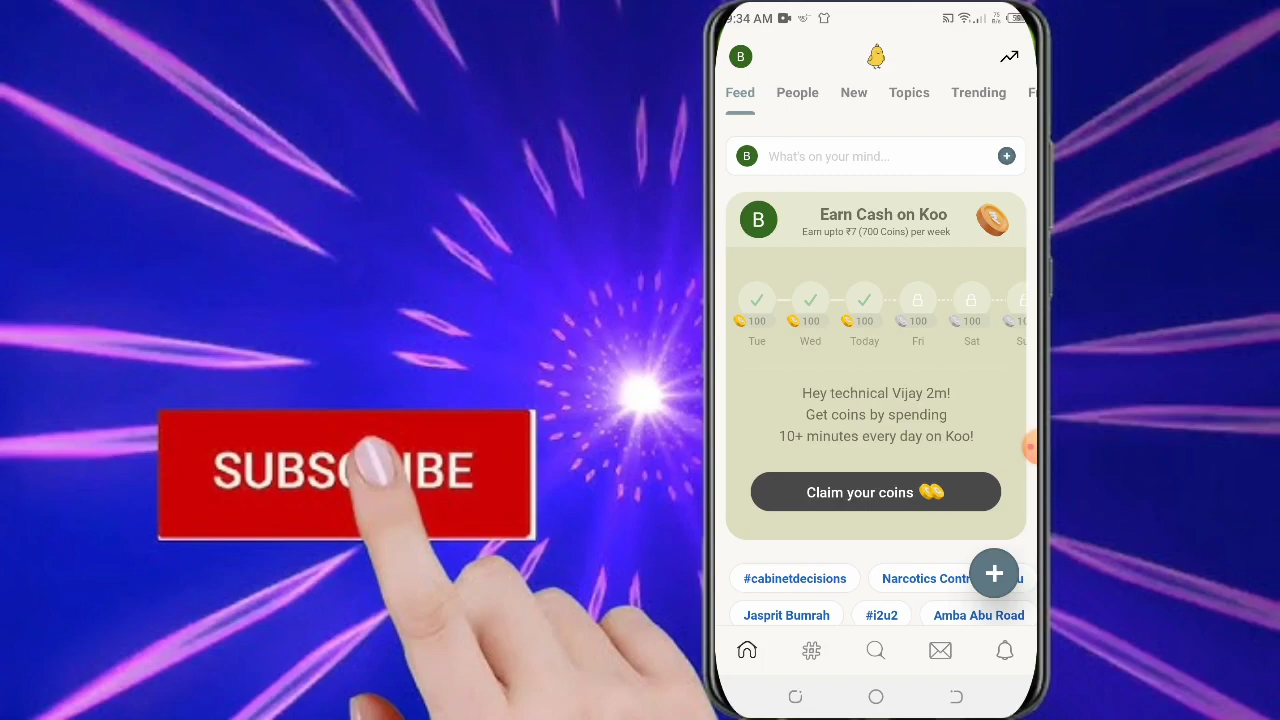 9:34 AM
B
Feed People New Topics Trending
B What's on your mind...
B
Earn Cash on Koo
Earn upto ₹7 (700 Coins) per week
100 100 100 100 100 10
Tue Wed Today Fri Sat
Hey technical Vijay 2m!
Get coins by spending
10+ minutes every day on Koo!
Claim your coins
SUBSCRIBE
#cabinetdecisions Narcotics
Jasprit Bumrah #i2u2 Amba Abu Road